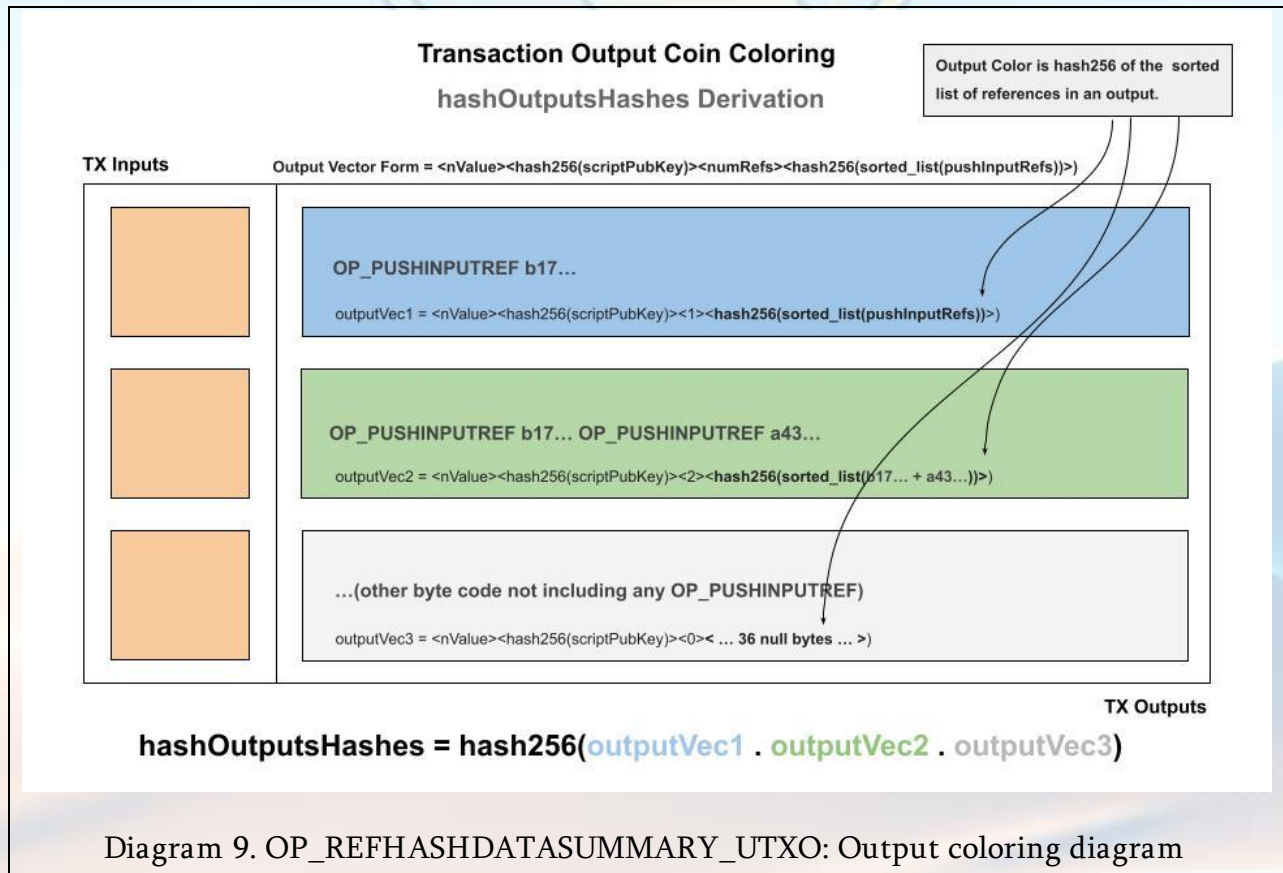 Transaction Output Coin Coloring
hashOutputsHashes Derivation
Output Color is hash256 of the sorted
list of references in an output.
TX Inputs
Output Vector Form = <nValue><hash256(scriptPubKey)><numRefs><hash256(sorted_list(pushInputRefs))>)
OP_PUSHINPUTREF b17…
outputVec1 = <nValue><hash256(scriptPubKey)><1><hash256(sorted_list(pushInputRefs))>)
OP_PUSHINPUTREF b17… OP_PUSHINPUTREF a43…
outputVec2 = <nValue><hash256(scriptPubKey)><2><hash256(sorted_list(b17… + a43…))>)
…(other byte code not including any OP_PUSHINPUTREF)
outputVec3 = <nValue><hash256(scriptPubKey)><0>< … 36 null bytes … >)
TX Outputs
hashOutputsHashes = hash256(outputVec1 . outputVec2 . outputVec3)
Diagram 9. OP_REFHASHDATASUMMARY_UTXO: Output coloring diagram